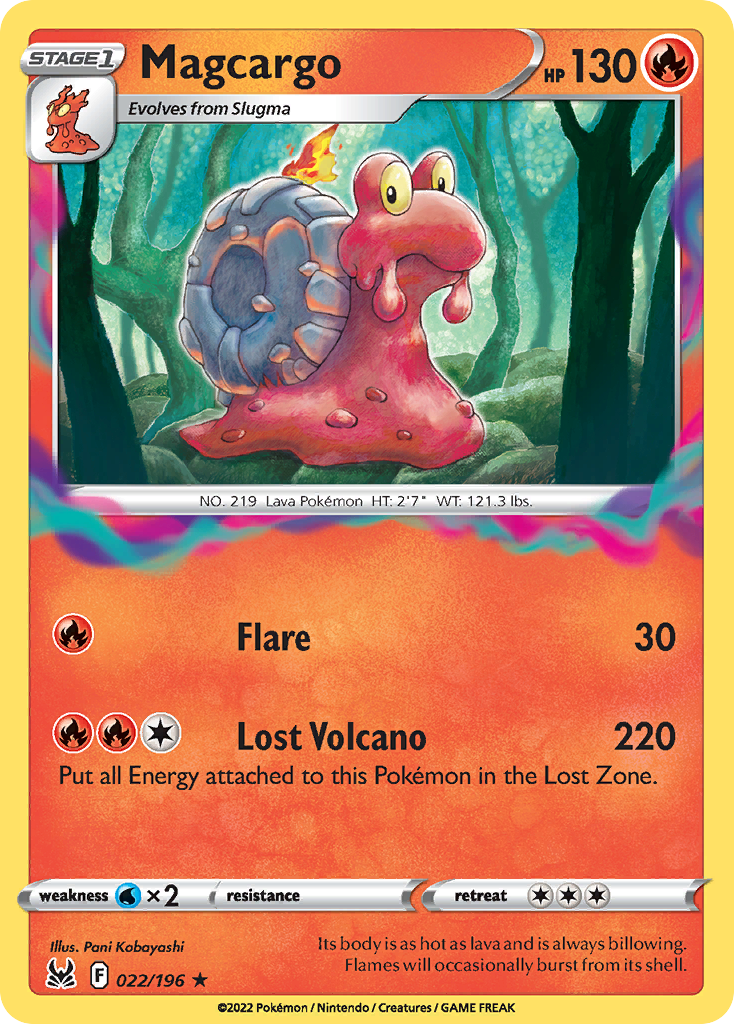 STAGE1
Magcargo
HP 130
Evolves from Slugma
NO. 219 Lava Pokémon HT: 2'7" WT: 121.3 lbs.
Flare 30
Lost Volcano 220
Put all Energy attached to this Pokémon in the Lost Zone.
weakness ×2 resistance retreat
Illus. Pani Kobayashi
Its body is as hot as lava and is always billowing.
Flames will occasionally burst from its shell.
F 022/196 ★
©2022 Pokémon / Nintendo / Creatures / GAME FREAK